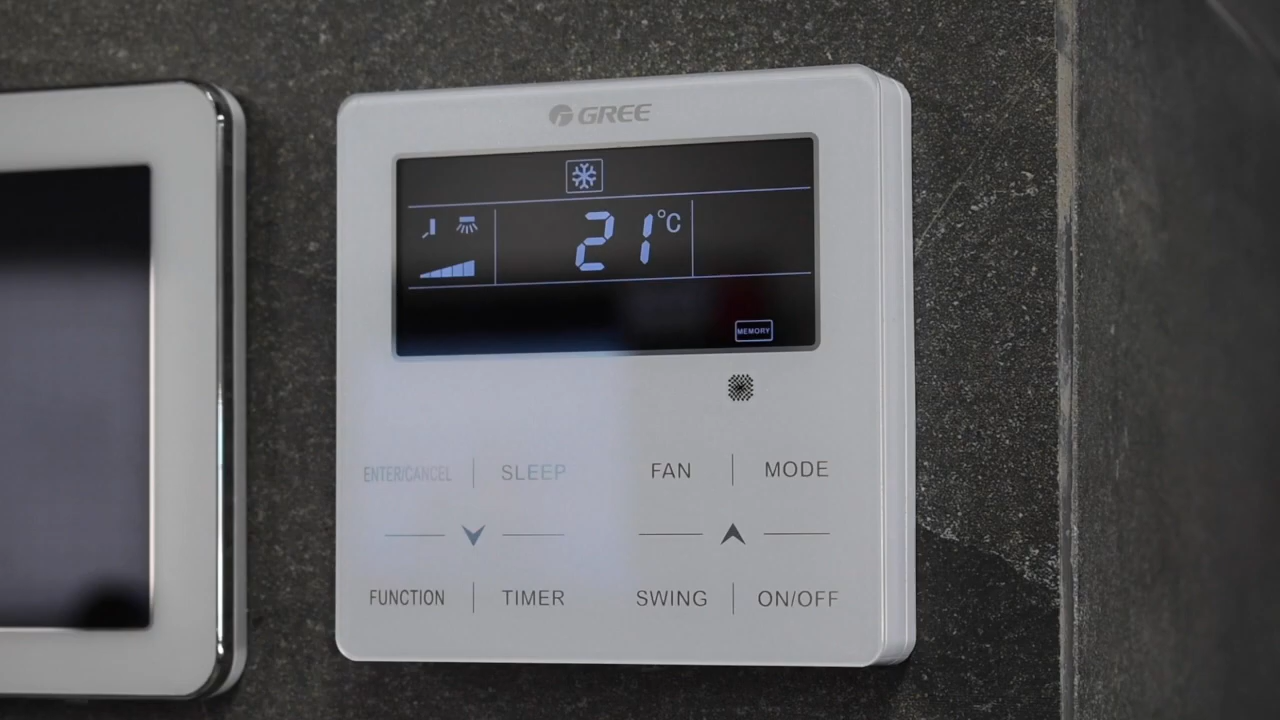 GREE
21°C
MEMORY
ENTER/CANCEL SLEEP FAN MODE
FUNCTION TIMER SWING ON/OFF